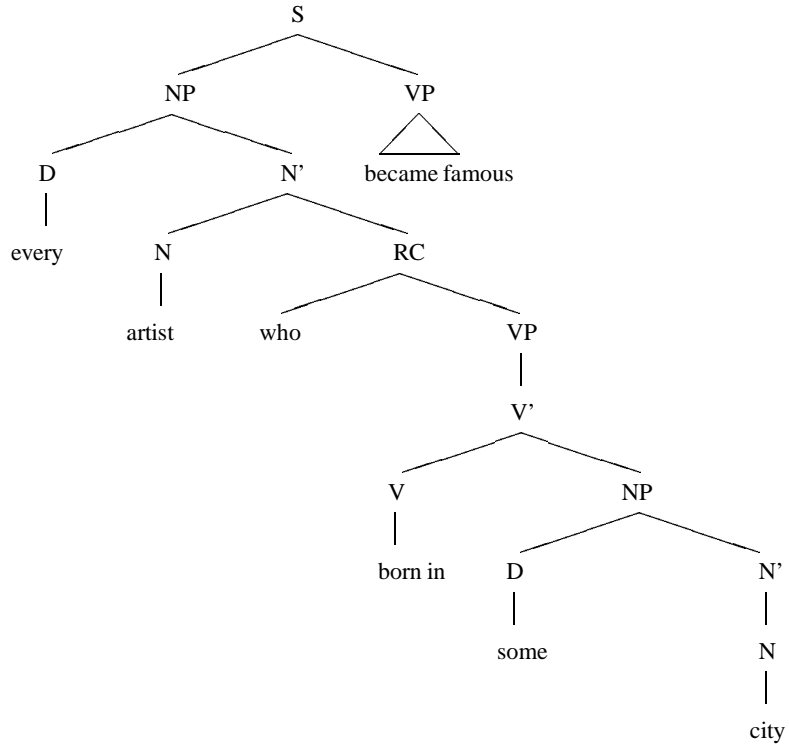 S
NP VP
D N’ became famous
every N RC
artist who VP
V’
V NP
born in D N’
some N
city